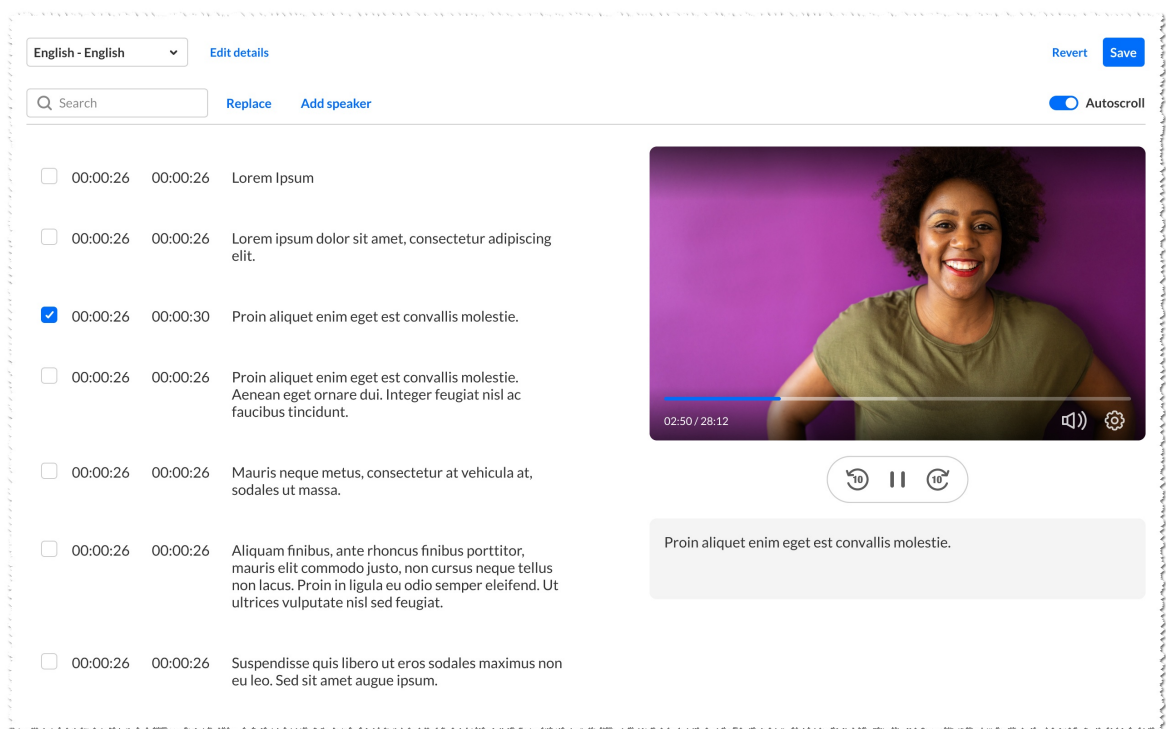 English - English
Edit details
Revert
Save
Search
Replace
Add speaker
Autoscroll
00:00:26 00:00:26 Lorem Ipsum
00:00:26 00:00:26 Lorem ipsum dolor sit amet, consectetur adipiscing
elit.
00:00:26 00:00:30 Proin aliquet enim eget est convallis molestie.
00:00:26 00:00:26 Proin aliquet enim eget est convallis molestie.
Aenean eget ornare dui. Integer feugiat nisl ac
faucibus tincidunt.
00:00:26 00:00:26 Mauris neque metus, consectetur at vehicula at,
sodales ut massa.
00:00:26 00:00:26 Aliquam finibus, ante rhoncus finibus porttitor,
mauris elit commodo justo, non cursus neque tellus
non lacus. Proin in ligula eu odio semper eleifend. Ut
ultrices vulputate nisl sed feugiat.
00:00:26 00:00:26 Suspendisse quis libero ut eros sodales maximus non
eu leo. Sed sit amet augue ipsum.
02:50 / 28:12
10
10
Proin aliquet enim eget est convallis molestie.